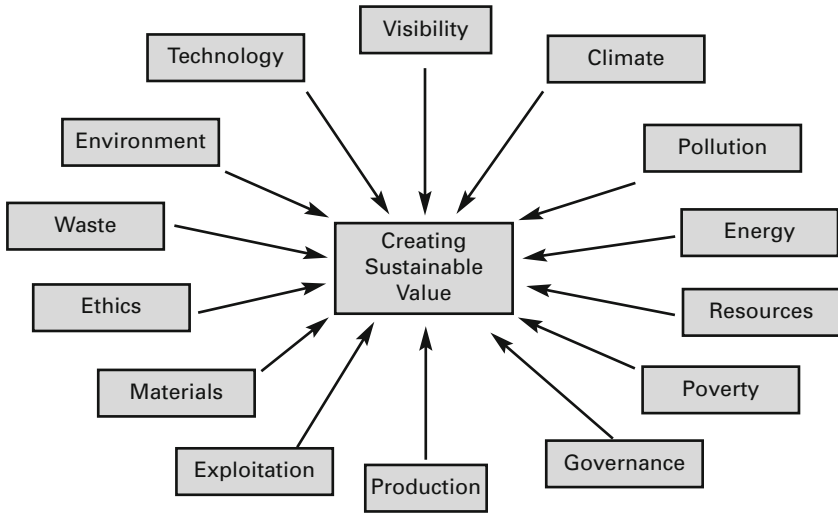 Visibility
Technology
Climate
Environment
Pollution
Waste
Creating
Sustainable
Value
Energy
Ethics
Resources
Materials
Poverty
Exploitation
Production
Governance